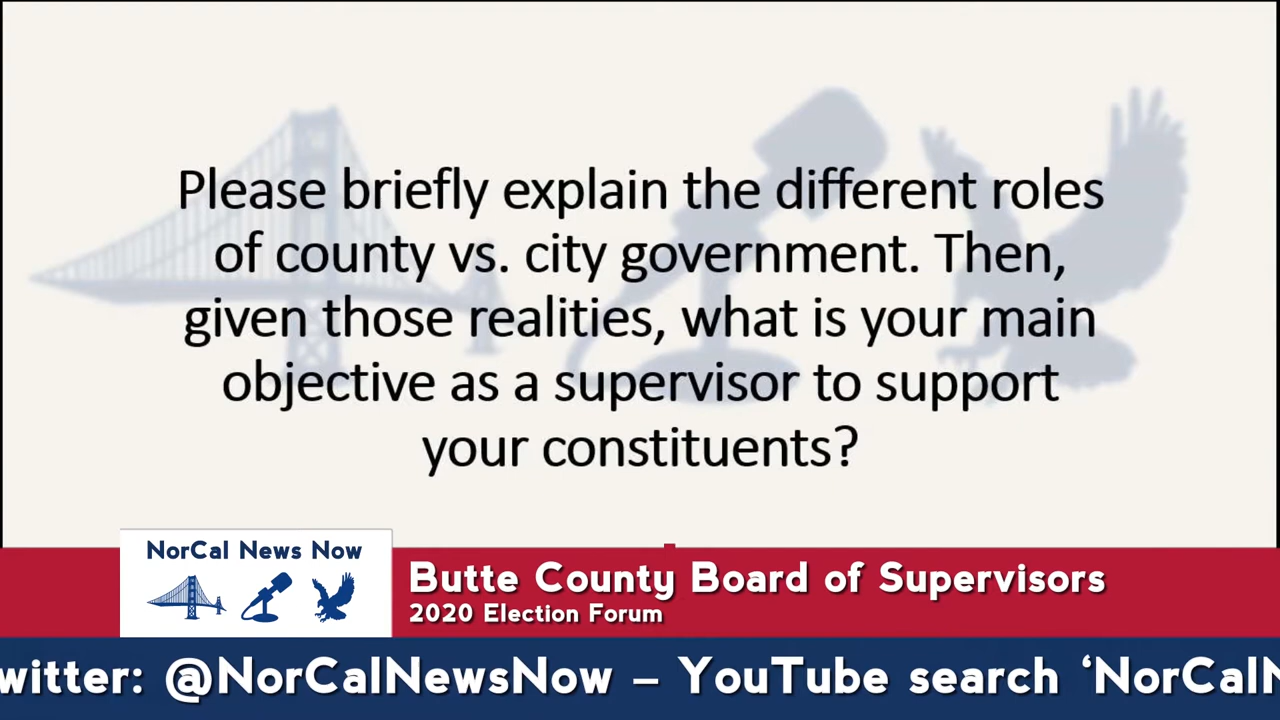 Please briefly explain the different roles
of county vs. city government. Then,
given those realities, what is your main
objective as a supervisor to support
your constituents?
NorCal News Now
Butte County Board of Supervisors
2020 Election Forum
witter: @NorCalNewsNow – YouTube search ‘NorCalN